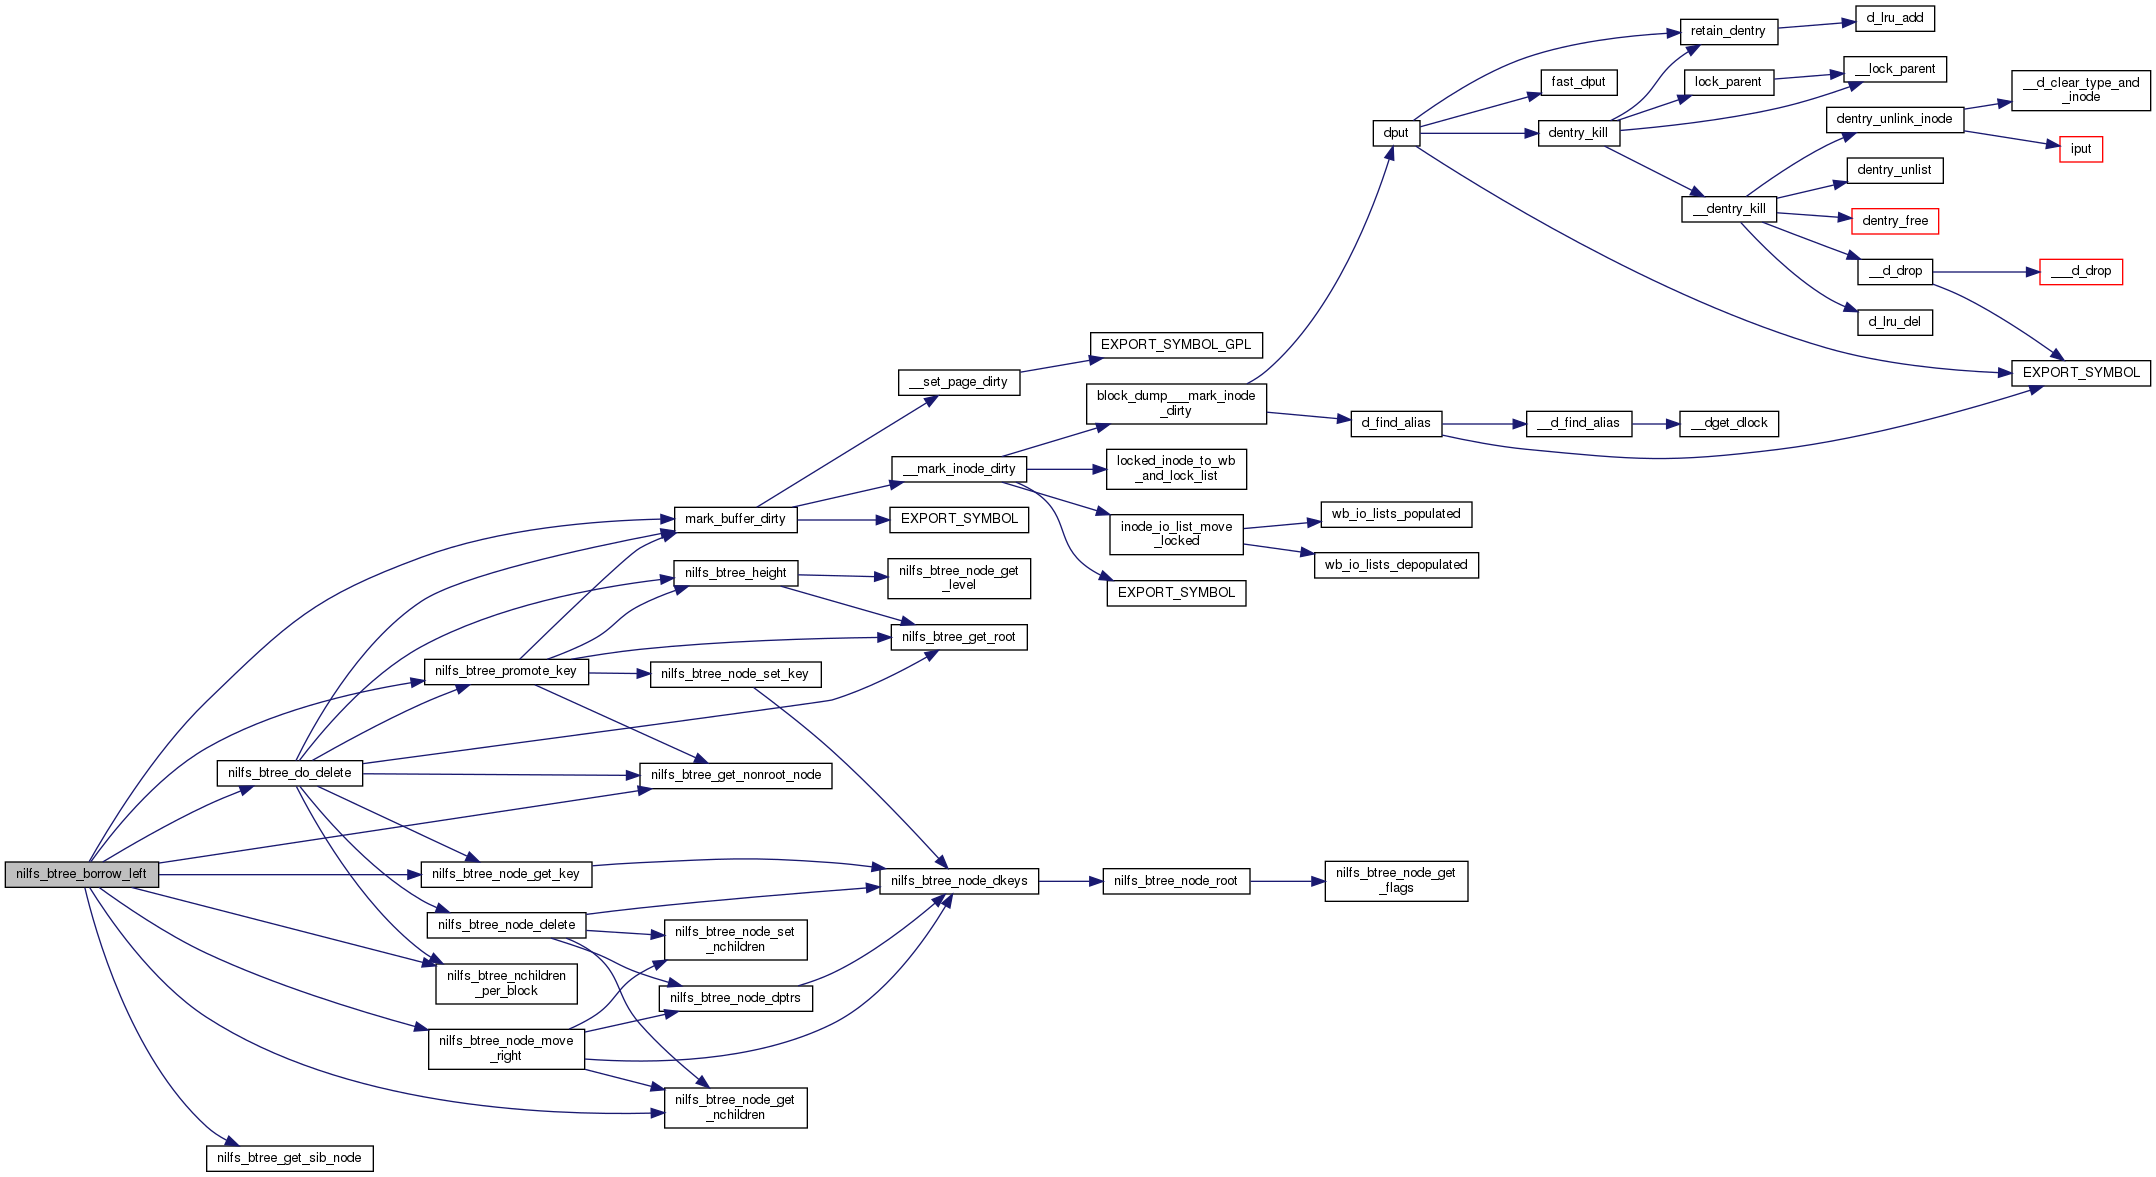 d_lru_add
retain_dentry
__lock_parent
fast_dput
lock_parent
__d_clear_type_and
_inode
dput
dentry_kill
dentry_unlink_inode
iput
dentry_unlist
__dentry_kill
dentry_free
__d_drop
___d_drop
d_lru_del
EXPORT_SYMBOL_GPL
EXPORT_SYMBOL
__set_page_dirty
block_dump___mark_inode
_dirty
d_find_alias
__d_find_alias
__dget_dlock
__mark_inode_dirty
locked_inode_to_wb
_and_lock_list
mark_buffer_dirty
EXPORT_SYMBOL
inode_io_list_move
_locked
wb_io_lists_populated
wb_io_lists_depopulated
nilfs_btree_height
nilfs_btree_node_get
_level
EXPORT_SYMBOL
nilfs_btree_get_root
nilfs_btree_promote_key
nilfs_btree_node_set_key
nilfs_btree_do_delete
nilfs_btree_get_nonroot_node
nilfs_btree_borrow_left
nilfs_btree_node_get_key
nilfs_btree_node_dkeys
nilfs_btree_node_root
nilfs_btree_node_get
_flags
nilfs_btree_node_delete
nilfs_btree_node_set
_nchildren
nilfs_btree_nchildren
_per_block
nilfs_btree_node_dptrs
nilfs_btree_node_move
_right
nilfs_btree_node_get
_nchildren
nilfs_btree_get_sib_node